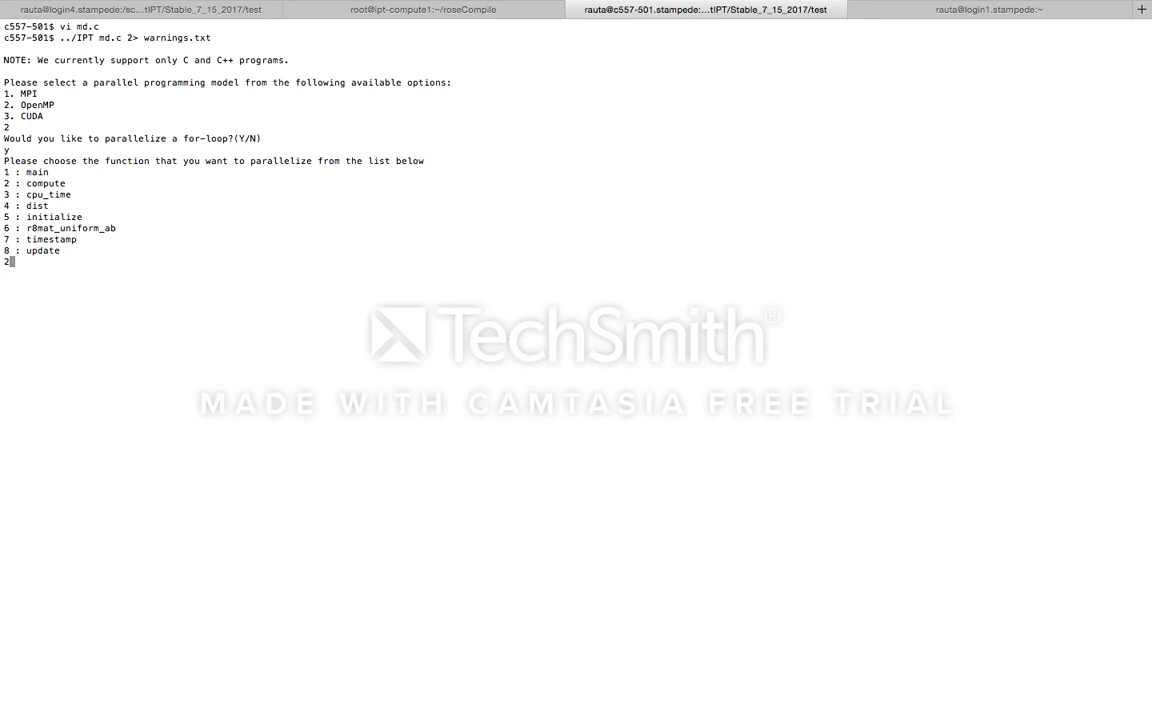 rauta@login4.stampede:/sc...tIPT/Stable_7_15_2017/test
root@ipt-compute1:~/roseCompile
rauta@c557-501.stampede:...tIPT/Stable_7_15_2017/test
rauta@login1.stampede:~
+
c557-501$ vi md.c
c557-501$ ../IPT md.c 2> warnings.txt
NOTE: We currently support only C and C++ programs.
Please select a parallel programming model from the following available options:
1. MPI
2. OpenMP
3. CUDA
2
Would you like to parallelize a for-loop?(Y/N)
y
Please choose the function that you want to parallelize from the list below
1 : main
2 : compute
3 : cpu_time
4 : dist
5 : initialize
6 : r8mat_uniform_ab
7 : timestamp
8 : update
2
TechSmith®
MADE WITH CAMTASIA FREE TRIAL